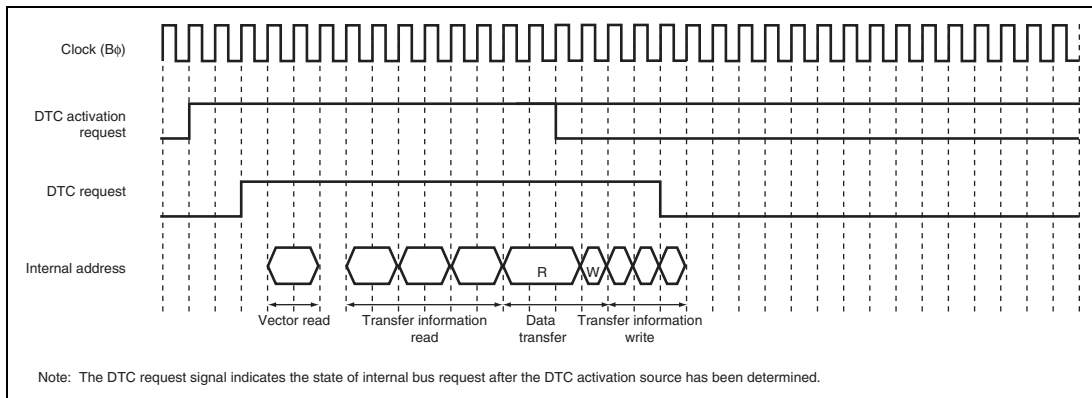 Clock (Bϕ)
DTC activation
request
DTC request
Internal address
R
W
Vector read
Transfer information
read
Data
transfer
Transfer information
write
Note: The DTC request signal indicates the state of internal bus request after the DTC activation source has been determined.